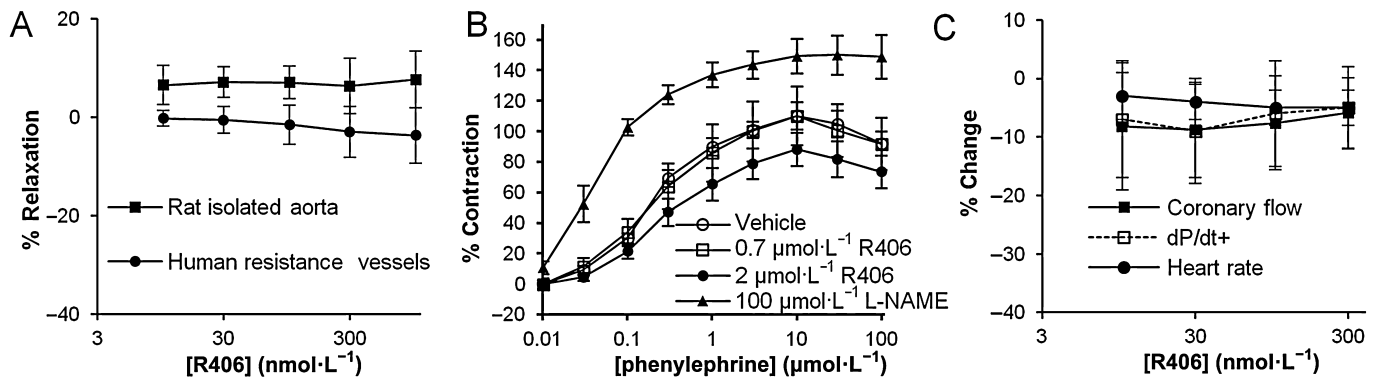 A
20
0
−20
−40
% Relaxation
Rat isolated aorta
Human resistance vessels
3
30
300
[R406] (nmol·L⁻¹)
B
160
140
120
100
80
60
40
20
0
−20
% Contraction
Vehicle
0.7 µmol·L⁻¹ R406
2 µmol·L⁻¹ R406
100 µmol·L⁻¹ L-NAME
0.01
0.1
1
10
100
[phenylephrine] (µmol·L⁻¹)
C
10
0
−10
−20
−30
−40
% Change
Coronary flow
dP/dt+
Heart rate
3
30
300
[R406] (nmol·L⁻¹)